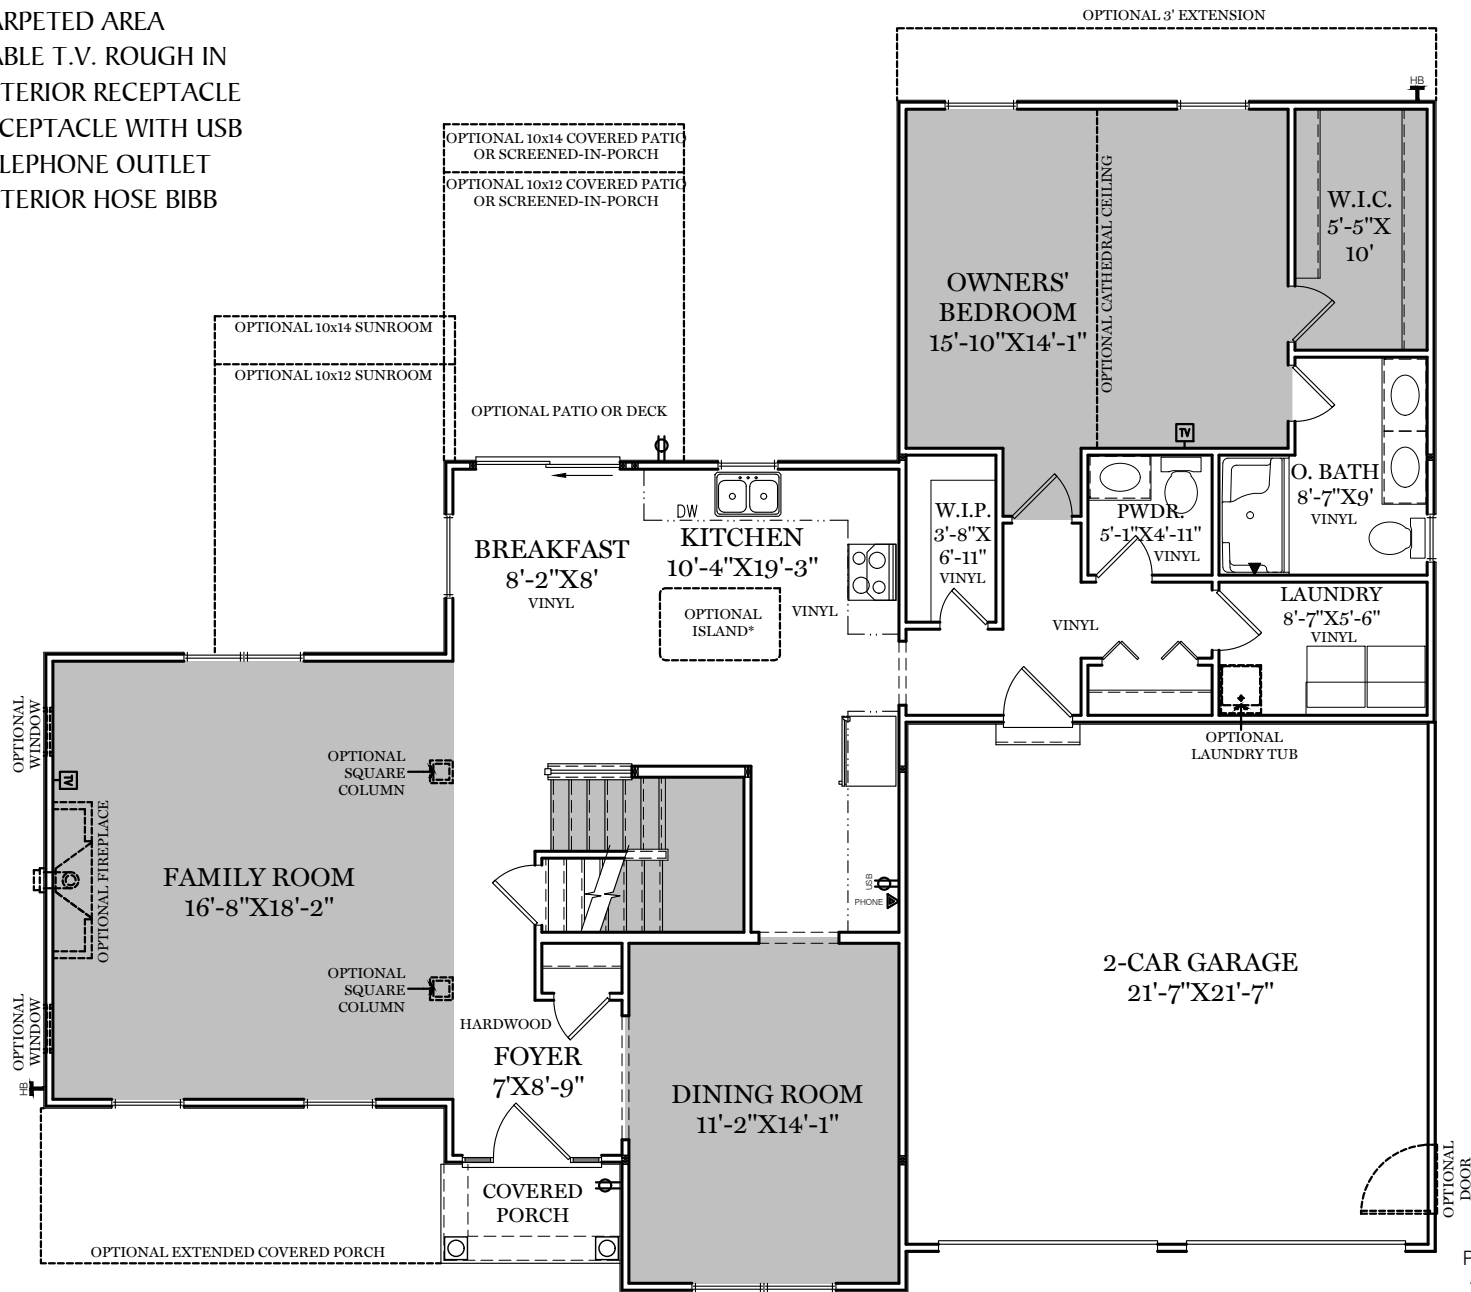 ARPETED AREA
ABLE T.V. ROUGH IN
TERIOR RECEPTACLE
CEPTACLE WITH USB
LEPHONE OUTLET
TERIOR HOSE BIBB
OPTIONAL 3' EXTENSION
HB
OPTIONAL 10x14 COVERED PATIO
OR SCREENED-IN-PORCH
OPTIONAL 10x12 COVERED PATIO
OR SCREENED-IN-PORCH
OPTIONAL CATHEDRAL CEILING
W.I.C.
5'-5"X
10'
OWNERS'
BEDROOM
15'-10"X14'-1"
OPTIONAL 10x14 SUNROOM
OPTIONAL 10x12 SUNROOM
OPTIONAL PATIO OR DECK
TV
O. BATH
8'-7"X9'
VINYL
DW
W.I.P.
3'-8"X
6'-11"
VINYL
PWDR.
5'-1"X4'-11"
VINYL
BREAKFAST
8'-2"X8'
VINYL
KITCHEN
10'-4"X19'-3"
VINYL
OPTIONAL
ISLAND*
VINYL
LAUNDRY
8'-7"X5'-6"
VINYL
OPTIONAL
LAUNDRY TUB
OPTIONAL
WINDOW
TV
OPTIONAL
SQUARE
COLUMN
OPTIONAL FIREPLACE
FAMILY ROOM
16'-8"X18'-2"
USB
PHONE
OPTIONAL
SQUARE
COLUMN
2-CAR GARAGE
21'-7"X21'-7"
OPTIONAL
WINDOW
HB
HARDWOOD
FOYER
7'X8'-9"
DINING ROOM
11'-2"X14'-1"
COVERED
PORCH
OPTIONAL
DOOR
OPTIONAL EXTENDED COVERED PORCH